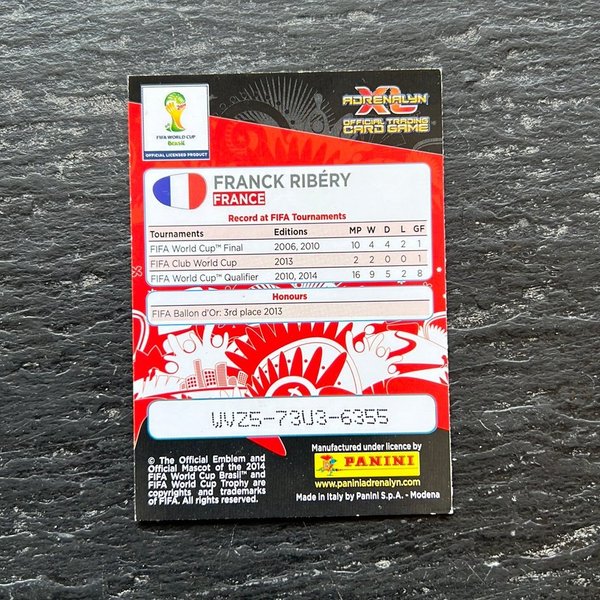 FIFA WORLD CUP
Brasil
OFFICIAL LICENSED PRODUCT
ADRENALYN
XL
OFFICIAL TRADING
CARD GAME
FRANCK RIBÉRY
FRANCE
Record at FIFA Tournaments
Tournaments Editions MP W D L GF
FIFA World Cup™ Final 2006, 2010 10 4 4 2 1
FIFA Club World Cup 2013 2 2 0 0 1
FIFA World Cup™ Qualifier 2010, 2014 16 9 5 2 8
Honours
FIFA Ballon d'Or: 3rd place 2013
WVZ5-73U3-6355
© The Official Emblem and
Official Mascot of the 2014
FIFA World Cup Brasil™ and
FIFA World Cup Trophy are
copyrights and trademarks
of FIFA. All rights reserved.
Manufactured under licence by
PANINI
www.paniniadrenalyn.com
Made in Italy by Panini S.p.A. - Modena